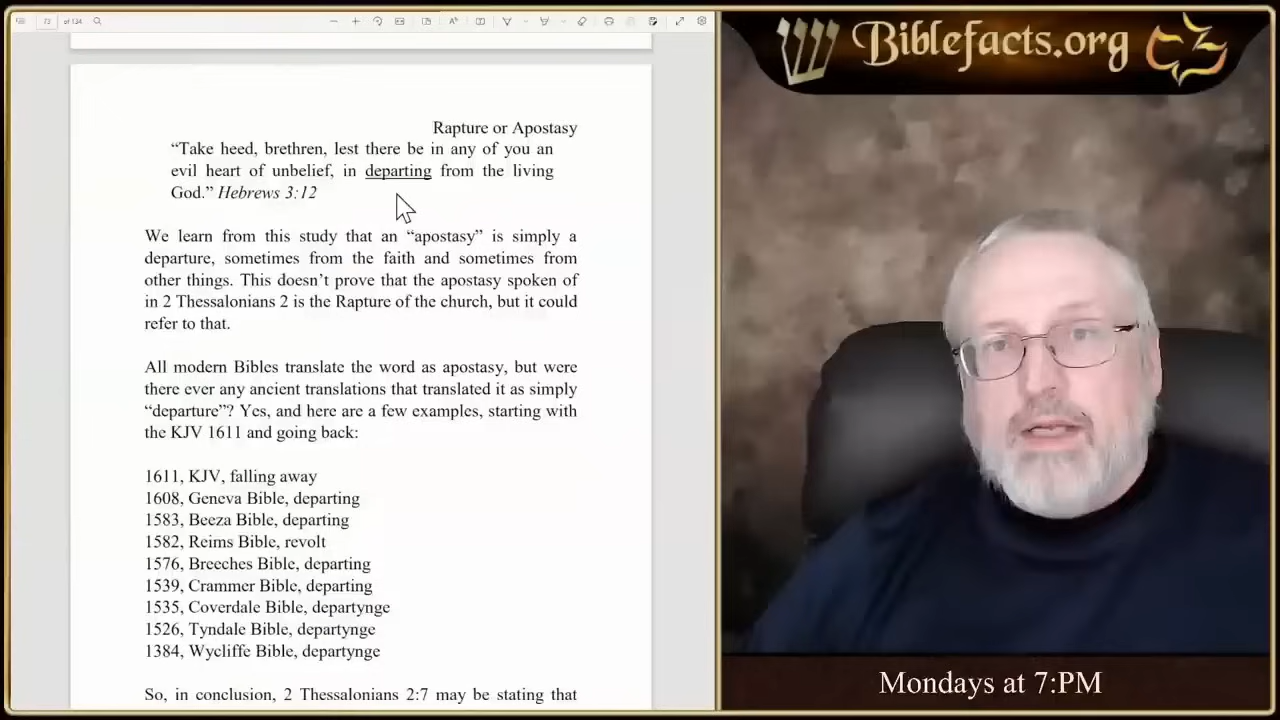 73 of 134
Rapture or Apostasy
“Take heed, brethren, lest there be in any of you an
evil heart of unbelief, in departing from the living
God.” Hebrews 3:12
We learn from this study that an “apostasy” is simply a
departure, sometimes from the faith and sometimes from
other things. This doesn’t prove that the apostasy spoken of
in 2 Thessalonians 2 is the Rapture of the church, but it could
refer to that.
All modern Bibles translate the word as apostasy, but were
there ever any ancient translations that translated it as simply
“departure”? Yes, and here are a few examples, starting with
the KJV 1611 and going back:
1611, KJV, falling away
1608, Geneva Bible, departing
1583, Beeza Bible, departing
1582, Reims Bible, revolt
1576, Breeches Bible, departing
1539, Crammer Bible, departing
1535, Coverdale Bible, departynge
1526, Tyndale Bible, departynge
1384, Wycliffe Bible, departynge
So, in conclusion, 2 Thessalonians 2:7 may be stating that
Biblefacts.org
Mondays at 7:PM